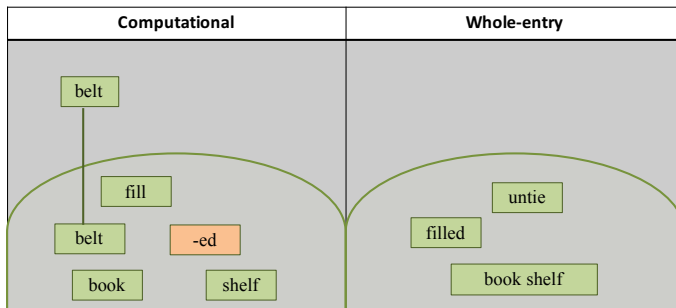 Computational
Whole-entry
belt
fill
untie
belt
-ed
filled
book
shelf
book shelf